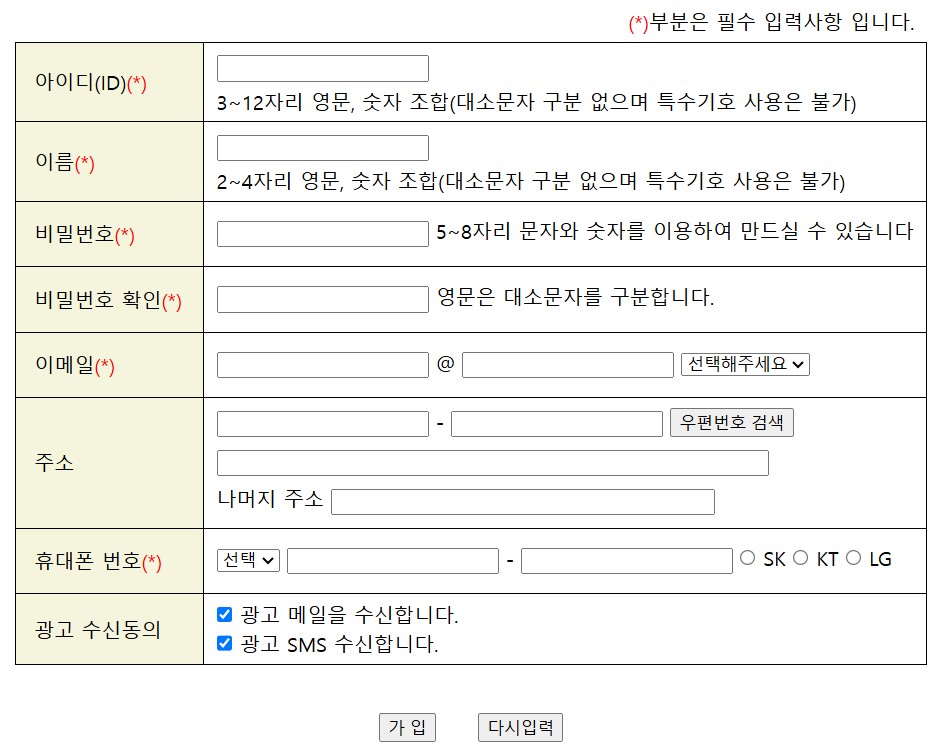 (*)부분은 필수 입력사항 입니다.
아이디(ID)(*)
3~12자리 영문, 숫자 조합(대소문자 구분 없으며 특수기호 사용은 불가)
이름(*)
2~4자리 영문, 숫자 조합(대소문자 구분 없으며 특수기호 사용은 불가)
비밀번호(*) 5~8자리 문자와 숫자를 이용하여 만드실 수 있습니다
비밀번호 확인(*) 영문은 대소문자를 구분합니다.
이메일(*) @ 선택해주세요
- 우편번호 검색
주소
나머지 주소
휴대폰 번호(*) 선택 - SK KT LG
광고 수신동의
광고 메일을 수신합니다.
광고 SMS 수신합니다.
가 입 다시입력